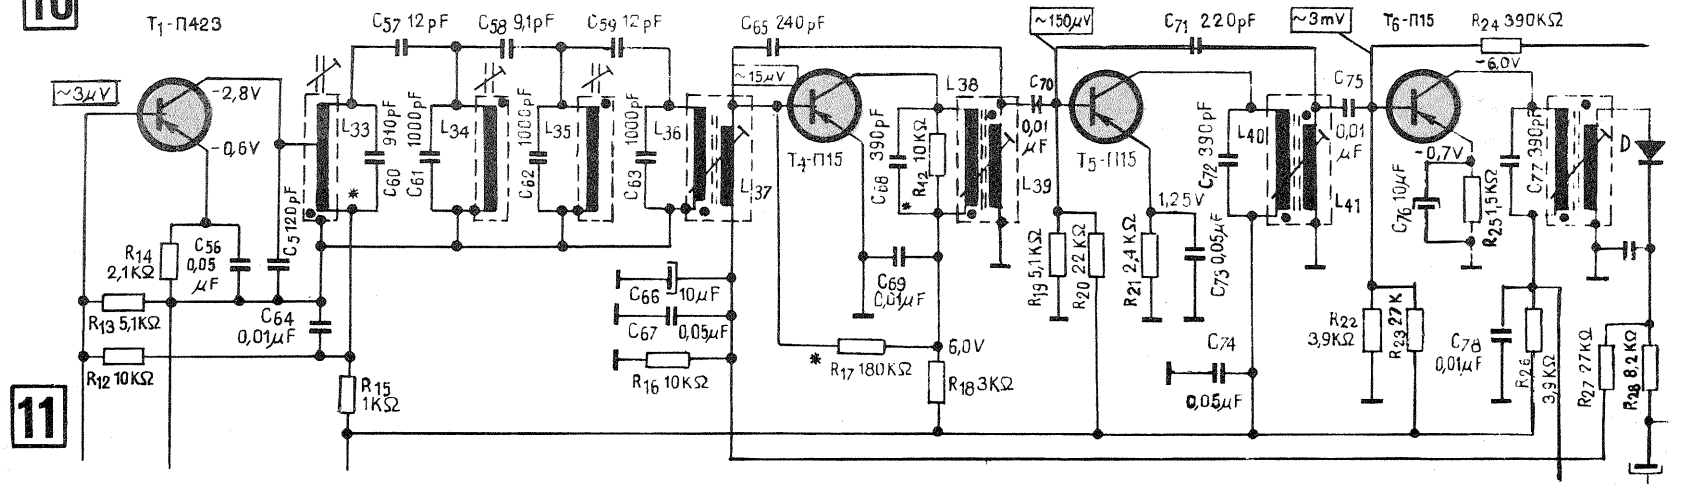 10
T1-П423
C57 12pF
C58 9,1pF
C59 12pF
C65 240pF
~150μV
C71 220pF
~3mV
T6-П15
R24 390KΩ
-6,0V
~3μV
-2,8V
-0,6V
~15μV
L33
C60 910pF
*
C61 1000pF
L34
C62 1000pF
L35
C63 1000pF
L36
L37
T4-П15
C68 390pF
*
R12 10KΩ
L38
L39
C70
0,01
μF
T5-П15
1,25V
C72 390pF
L40
L41
C75
0,01
μF
-0,7V
C76 10μF
R25 1,5KΩ
C77 390pF
D
R14
2,1KΩ
C56
0,05
μF
C5 120pF
R13 5,1KΩ
C64
0,01μF
R12 10KΩ
R15
1KΩ
C66
10μF
C67
0,05μF
R16 10KΩ
C69
0,01μF
6,0V
*
R17 180KΩ
R18 3KΩ
R19 5,1KΩ
R20 22KΩ
R21 2,4KΩ
C73 0,05μF
C74
0,05μF
R22
3,9KΩ
R23 27K
C78
0,01μF
R26
3,9KΩ
R27 27KΩ
R28 8,2KΩ
11